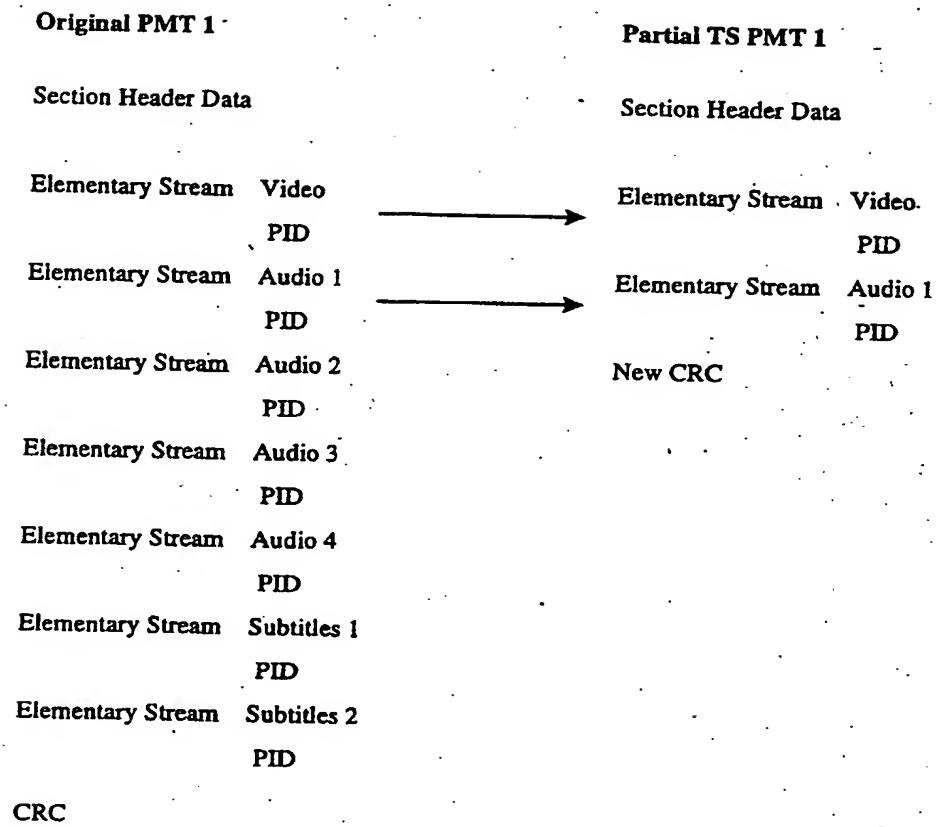 Original PMT 1
Section Header Data
Elementary Stream Video
PID
Elementary Stream Audio 1
PID
Elementary Stream Audio 2
PID
Elementary Stream Audio 3
PID
Elementary Stream Audio 4
PID
Elementary Stream Subtitles 1
PID
Elementary Stream Subtitles 2
PID
CRC
Partial TS PMT 1
Section Header Data
Elementary Stream Video
PID
Elementary Stream Audio 1
PID
New CRC